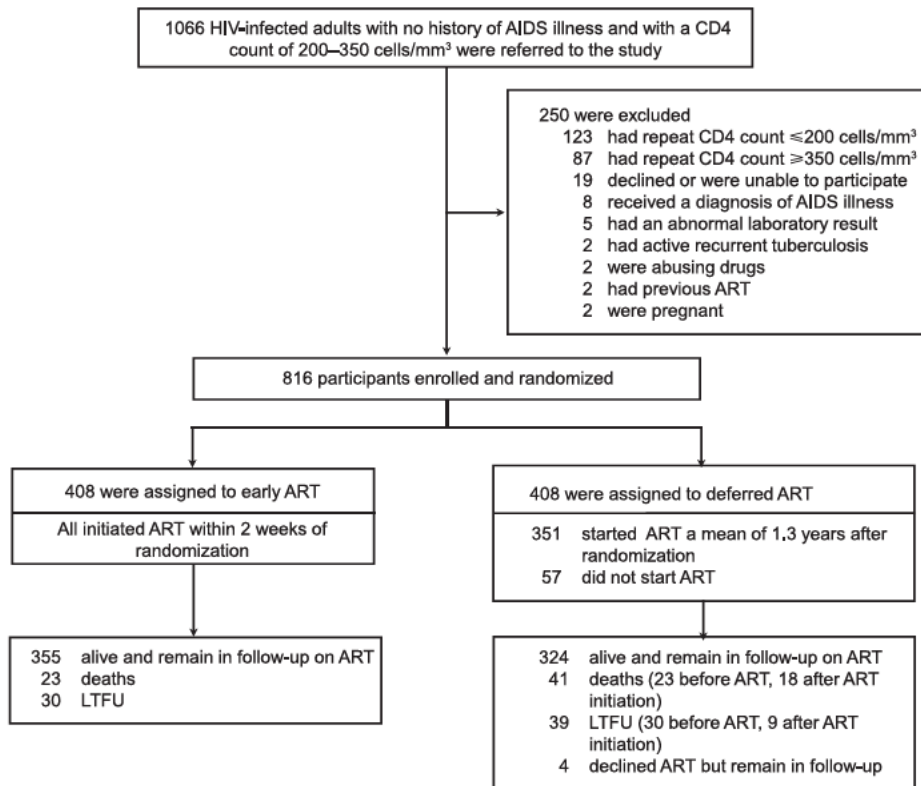 1066 HIV-infected adults with no history of AIDS illness and with a CD4
count of 200–350 cells/mm³ were referred to the study
250 were excluded
123 had repeat CD4 count ⩽200 cells/mm³
87 had repeat CD4 count ⩾350 cells/mm³
19 declined or were unable to participate
8 received a diagnosis of AIDS illness
5 had an abnormal laboratory result
2 had active recurrent tuberculosis
2 were abusing drugs
2 had previous ART
2 were pregnant
816 participants enrolled and randomized
408 were assigned to early ART
All initiated ART within 2 weeks of
randomization
408 were assigned to deferred ART
351 started ART a mean of 1.3 years after
randomization
57 did not start ART
355 alive and remain in follow-up on ART
23 deaths
30 LTFU
324 alive and remain in follow-up on ART
41 deaths (23 before ART, 18 after ART
initiation)
39 LTFU (30 before ART, 9 after ART
initiation)
4 declined ART but remain in follow-up